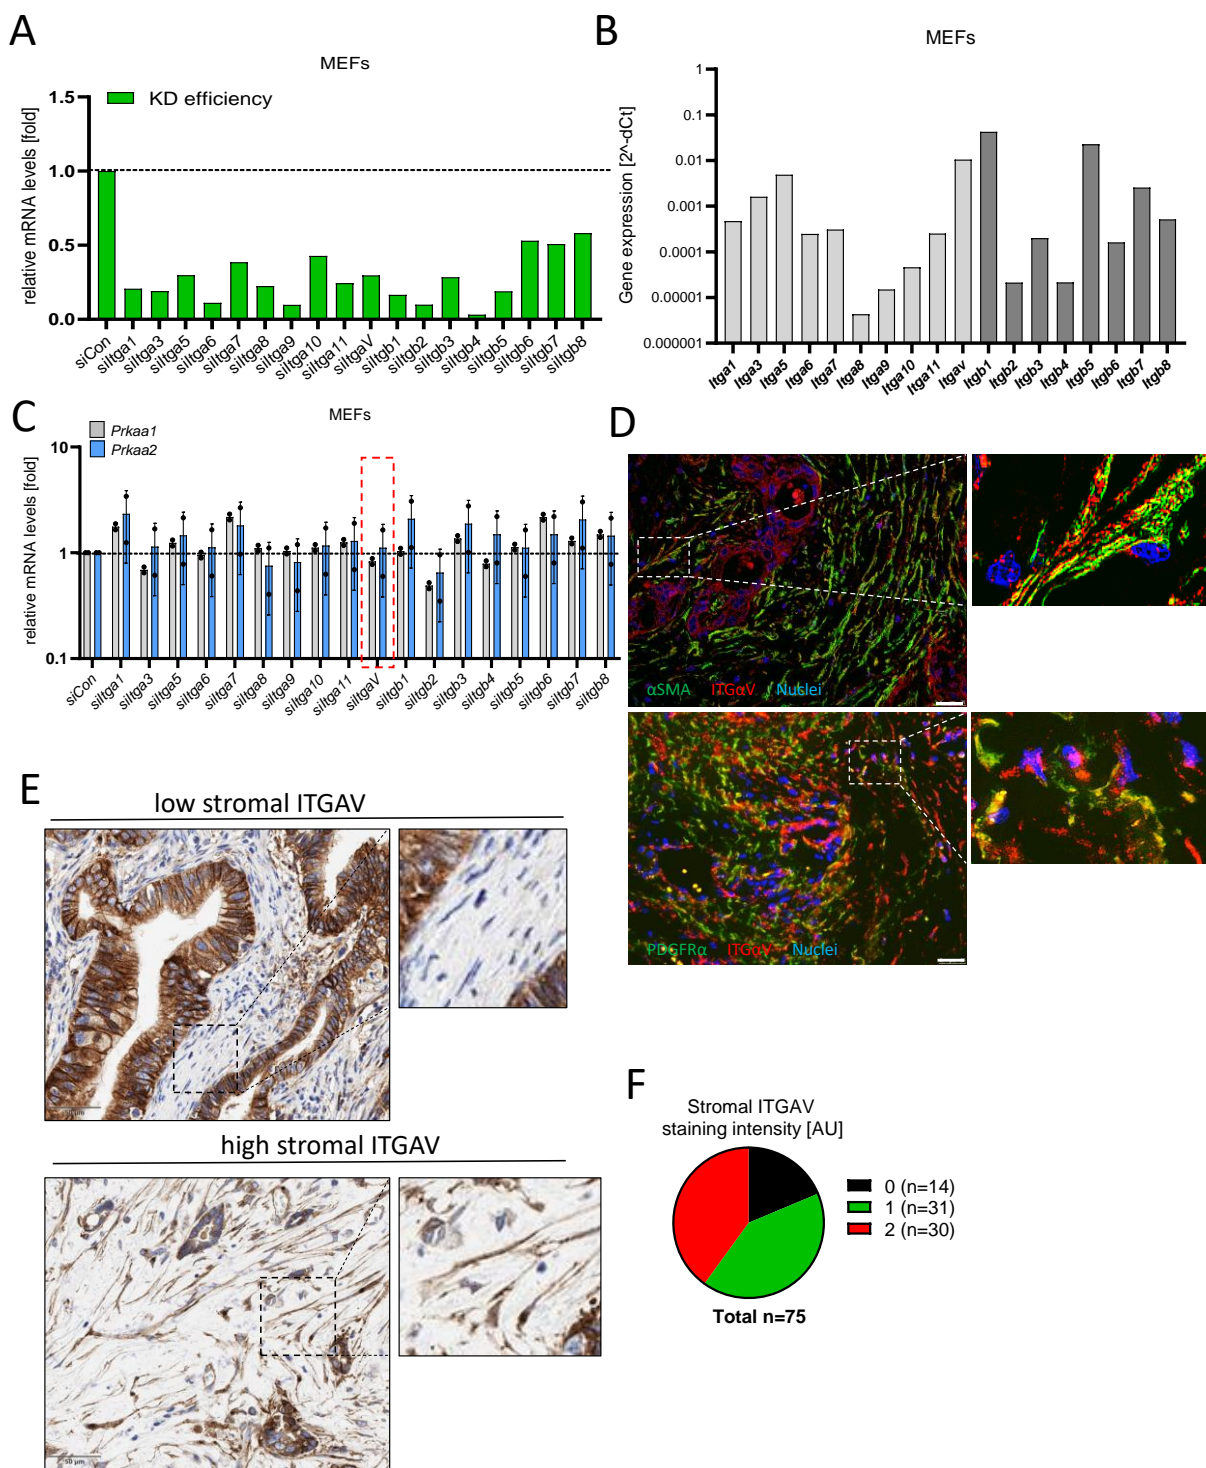 A
MEFs
KD efficiency
relative mRNA levels [fold]
1.5
1.0
0.5
0.0
siCon
siItga1
siItga3
siItga5
siItga6
siItga7
siItga8
siItga9
siItga10
siItga11
siItgaV
siItgb1
siItgb2
siItgb3
siItgb4
siItgb5
siItgb6
siItgb7
siItgb8
B
MEFs
Gene expression [2^-dCt]
1
0.1
0.01
0.001
0.0001
0.00001
0.000001
Itga1
Itga3
Itga5
Itga6
Itga7
Itga8
Itga9
Itga10
Itga11
Itgav
Itgb1
Itgb2
Itgb3
Itgb4
Itgb5
Itgb6
Itgb7
Itgb8
C
MEFs
Prkaa1
Prkaa2
relative mRNA levels [fold]
10
1
0.1
siCon
siItga1
siItga3
siItga5
siItga6
siItga7
siItga8
siItga9
siItga10
siItga11
siItgaV
siItgb1
siItgb2
siItgb3
siItgb4
siItgb5
siItgb6
siItgb7
siItgb8
D
αSMA ITGαV Nuclei
PDGFRα ITGαV Nuclei
E
low stromal ITGAV
50 µm
high stromal ITGAV
50 µm
F
Stromal ITGAV
staining intensity [AU]
0 (n=14)
1 (n=31)
2 (n=30)
Total n=75